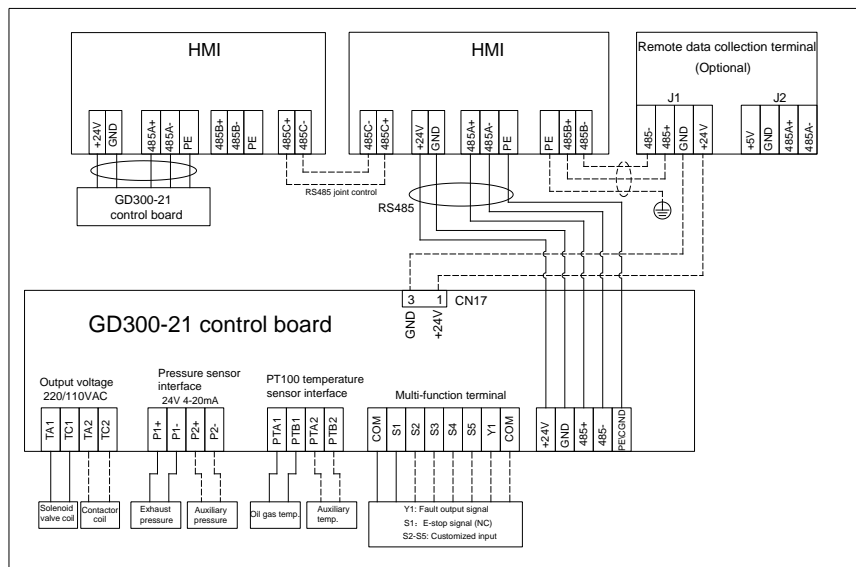 HMI
+24V
GND
485A+
485A-
PE
485B+
485B-
PE
485C+
485C-
GD300-21
control board
HMI
485C-
485C+
+24V
GND
485A+
485A-
PE
PE
485B+
485B-
Remote data collection terminal
(Optional)
J1
J2
485-
485+
GND
+24V
+5V
GND
485A+
485A-
RS485 joint control
RS485
3
1
CN17
GND
+24V
GD300-21 control board
Output voltage
220/110VAC
TA1
TC1
TA2
TC2
Solenoid
valve coil
Contactor
coil
Pressure sensor
interface
24V 4-20mA
P1+
P1-
P2+
P2-
Exhaust
pressure
Auxiliary
pressure
PT100 temperature
sensor interface
PTA1
PTB1
PTA2
PTB2
Oil gas temp.
Auxiliary
temp.
Multi-function terminal
COM
S1
S2
S3
S4
S5
Y1
COM
Y1: Fault output signal
S1: E-stop signal (NC)
S2-S5: Customized input
+24V
GND
485+
485-
PE\CGND